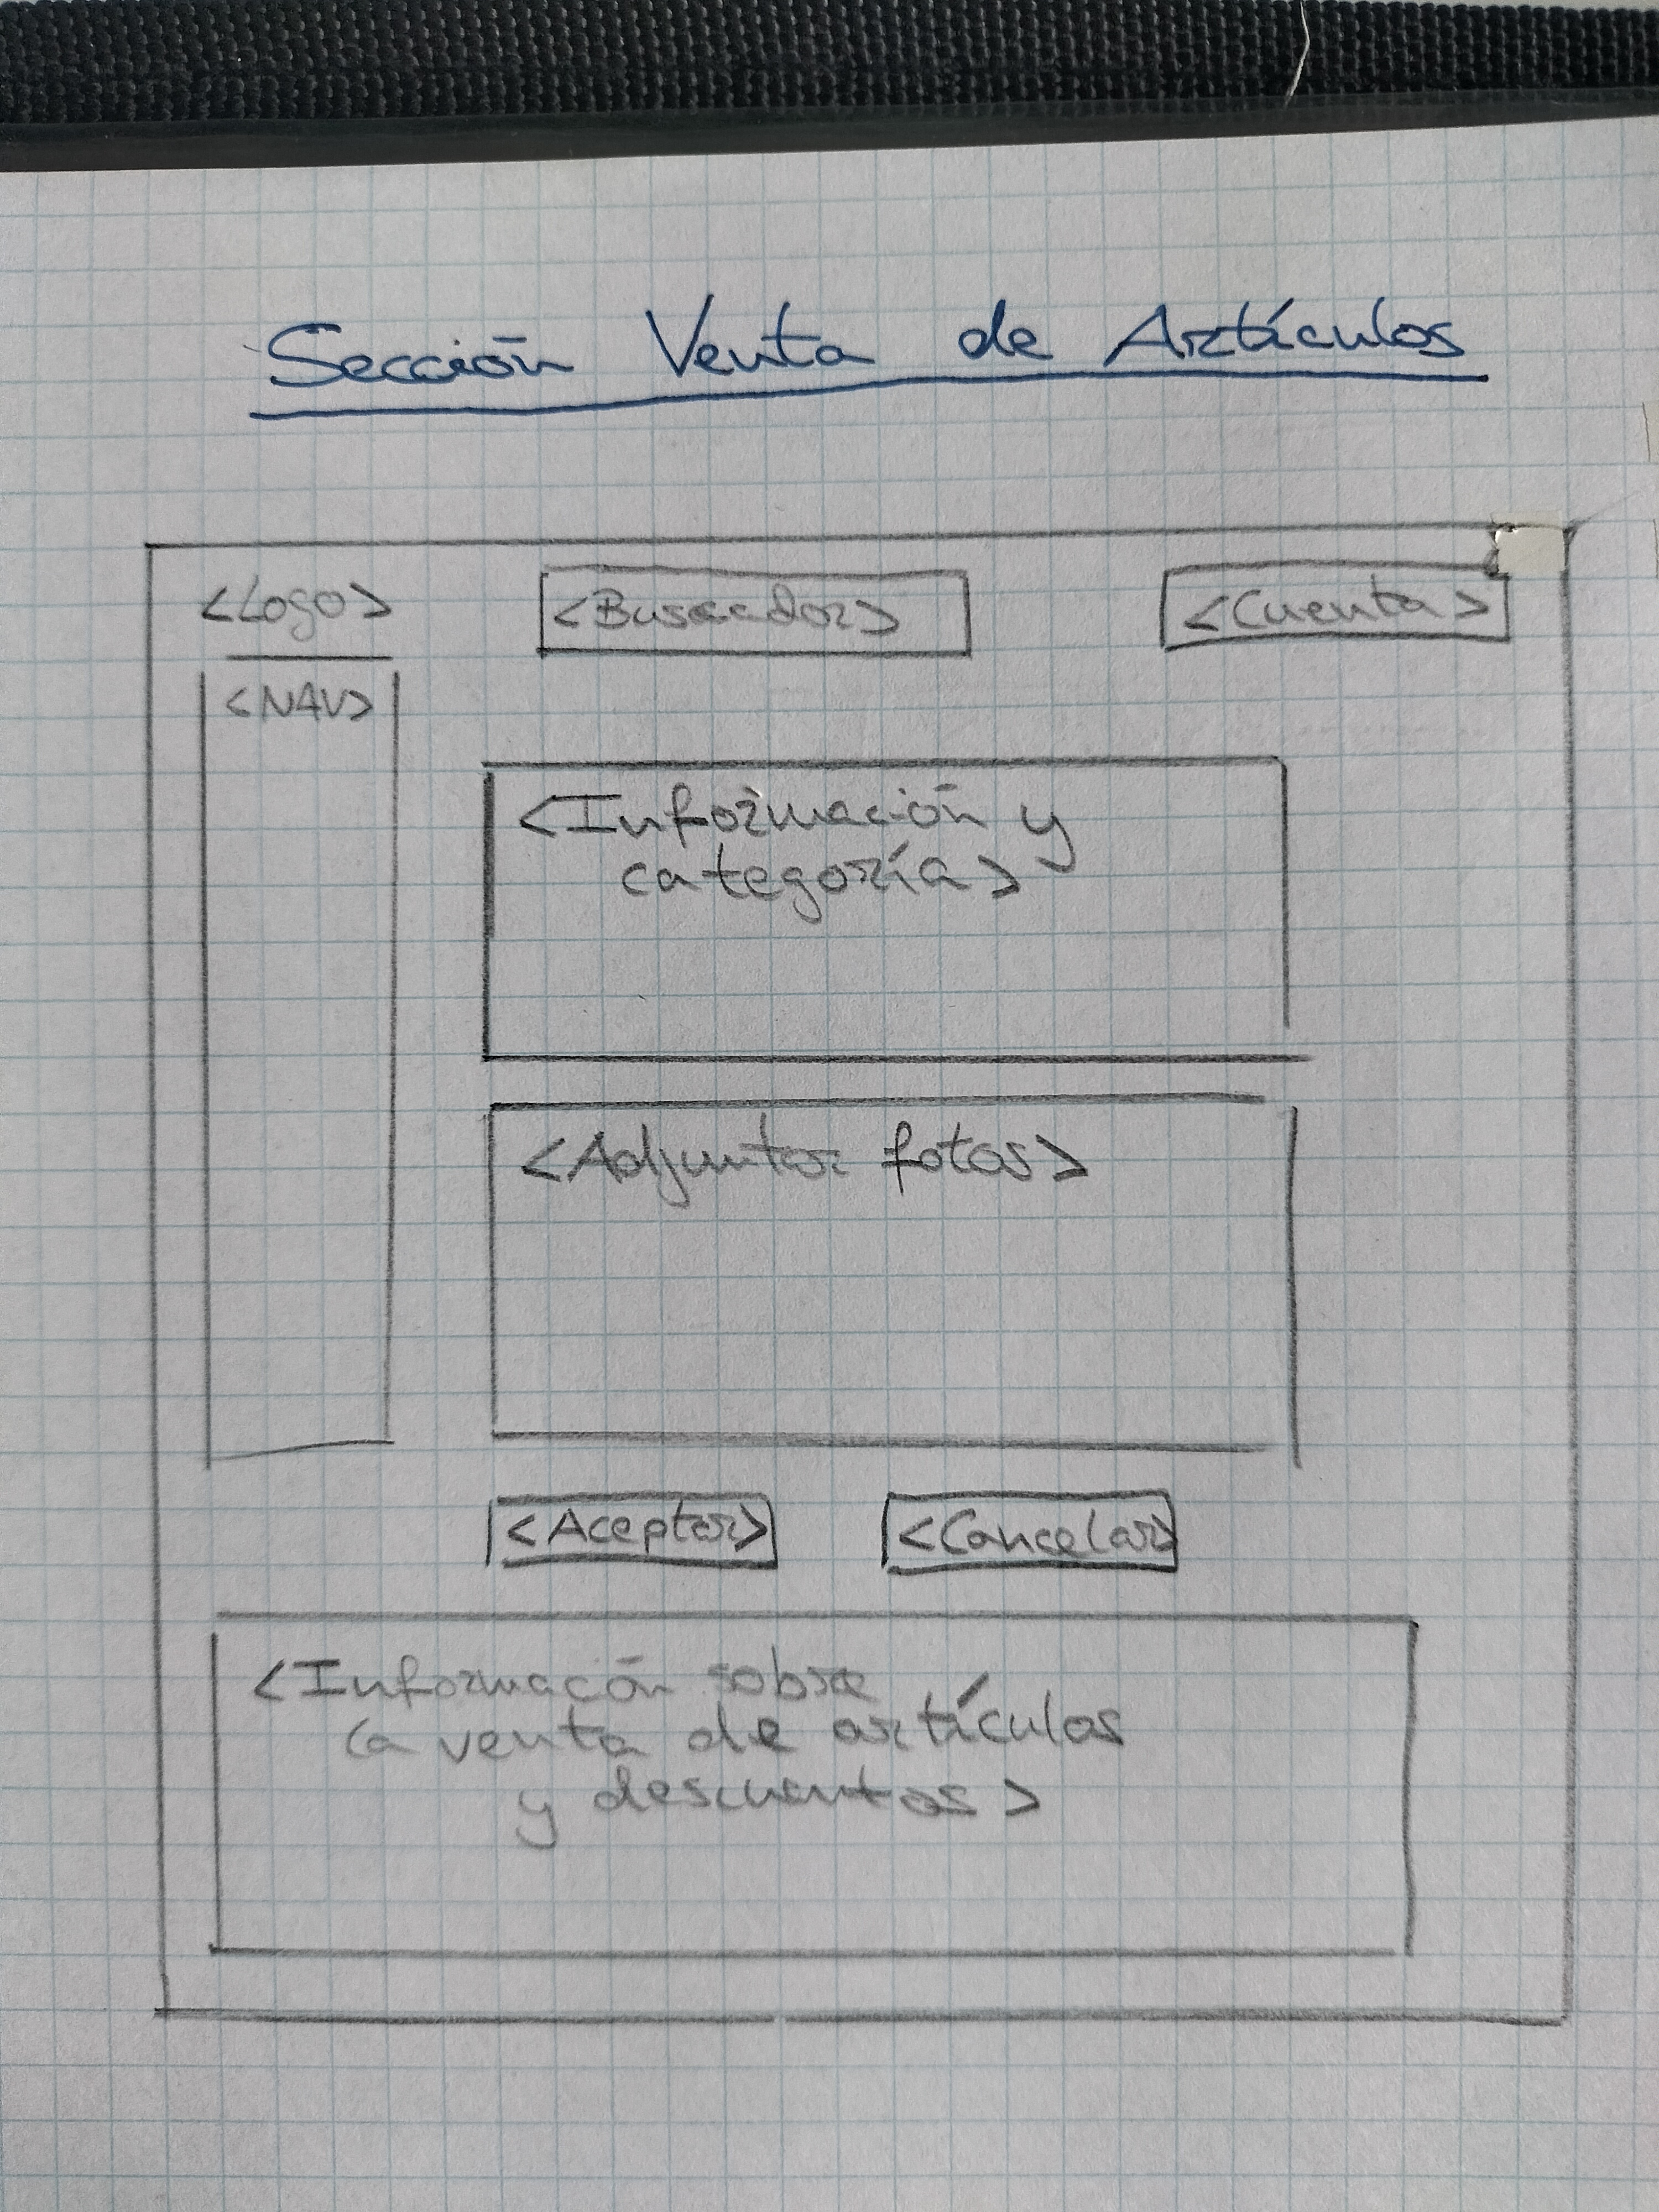 Sección Venta de Artículos
<Logo> <Buscador> <Cuenta>
<NAV>
<Información y
categoría>
<Adjuntar fotos>
<Aceptar> <Cancelar>
<Información sobre
la venta de artículos
y descuentos>